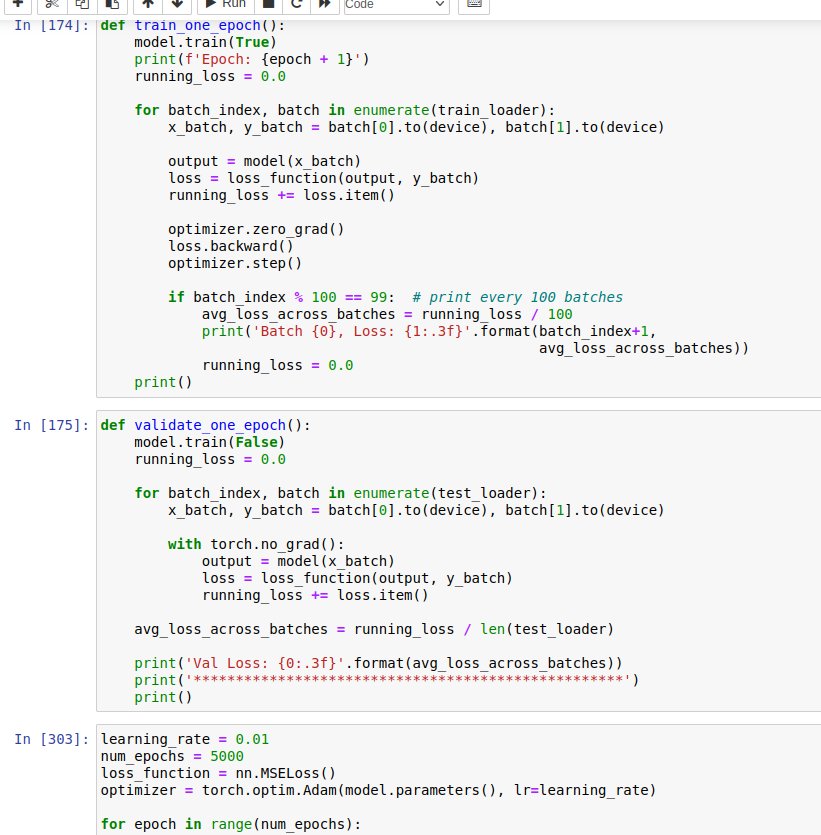 Run
Code
In [174]: def train_one_epoch():
    model.train(True)
    print(f'Epoch: {epoch + 1}')
    running_loss = 0.0

    for batch_index, batch in enumerate(train_loader):
        x_batch, y_batch = batch[0].to(device), batch[1].to(device)

        output = model(x_batch)
        loss = loss_function(output, y_batch)
        running_loss += loss.item()

        optimizer.zero_grad()
        loss.backward()
        optimizer.step()

        if batch_index % 100 == 99:  # print every 100 batches
            avg_loss_across_batches = running_loss / 100
            print('Batch {0}, Loss: {1:.3f}'.format(batch_index+1,
                                                    avg_loss_across_batches))
            running_loss = 0.0
    print()
In [175]: def validate_one_epoch():
    model.train(False)
    running_loss = 0.0

    for batch_index, batch in enumerate(test_loader):
        x_batch, y_batch = batch[0].to(device), batch[1].to(device)

        with torch.no_grad():
            output = model(x_batch)
            loss = loss_function(output, y_batch)
            running_loss += loss.item()

    avg_loss_across_batches = running_loss / len(test_loader)

    print('Val Loss: {0:.3f}'.format(avg_loss_across_batches))
    print('***************************************************')
    print()
In [303]: learning_rate = 0.01
num_epochs = 5000
loss_function = nn.MSELoss()
optimizer = torch.optim.Adam(model.parameters(), lr=learning_rate)

for epoch in range(num_epochs):